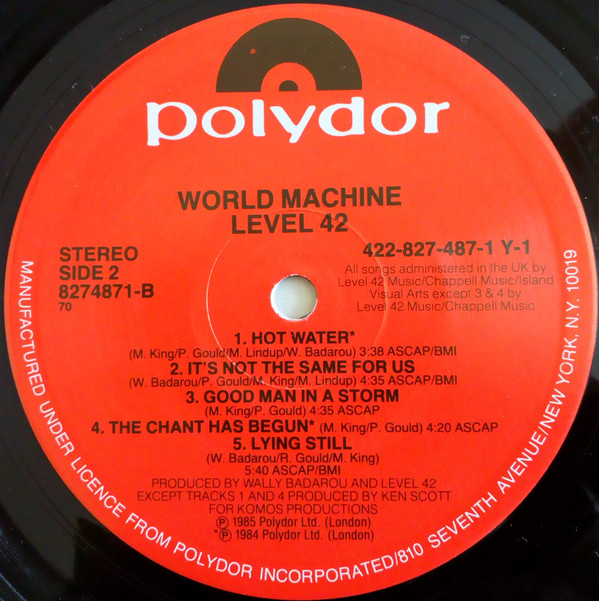 polydor
WORLD MACHINE
LEVEL 42
STEREO
SIDE 2
8274871-B
70
422-827-487-1 Y-1
All songs administered in the UK by
Level 42 Music/Chappell Music/Island
Visual Arts except 3 & 4 by
Level 42 Music/Chappell Music
1. HOT WATER*
(M. King/P. Gould/M. Lindup/W. Badarou) 3:38 ASCAP/BMI
2. IT'S NOT THE SAME FOR US
(W. Badarou/P. Gould/M. King/M. Lindup) 4:35 ASCAP/BMI
3. GOOD MAN IN A STORM
(M. King/P. Gould) 4:35 ASCAP
4. THE CHANT HAS BEGUN* (M. King/P. Gould) 4:20 ASCAP
5. LYING STILL
(W. Badarou/R. Gould/M. King)
5:40 ASCAP/BMI
PRODUCED BY WALLY BADAROU AND LEVEL 42
EXCEPT TRACKS 1 AND 4 PRODUCED BY KEN SCOTT
FOR KOMOS PRODUCTIONS
℗ 1985 Polydor Ltd. (London)
*℗ 1984 Polydor Ltd. (London)
MANUFACTURED UNDER LICENCE FROM POLYDOR INCORPORATED/810 SEVENTH AVENUE/NEW YORK, N.Y. 10019